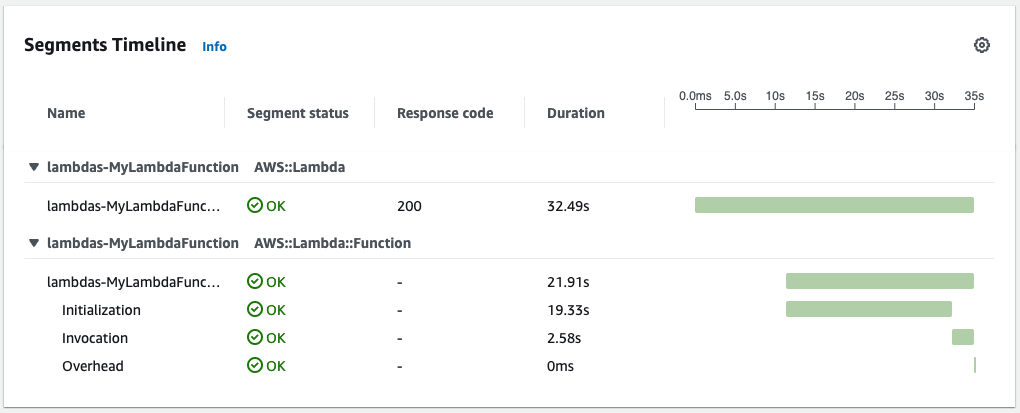 Segments Timeline Info
0.0ms 5.0s 10s 15s 20s 25s 30s 35s
Name Segment status Response code Duration
lambdas-MyLambdaFunction AWS::Lambda
lambdas-MyLambdaFunc... OK 200 32.49s
lambdas-MyLambdaFunction AWS::Lambda::Function
lambdas-MyLambdaFunc... OK - 21.91s
Initialization OK - 19.33s
Invocation OK - 2.58s
Overhead OK - 0ms